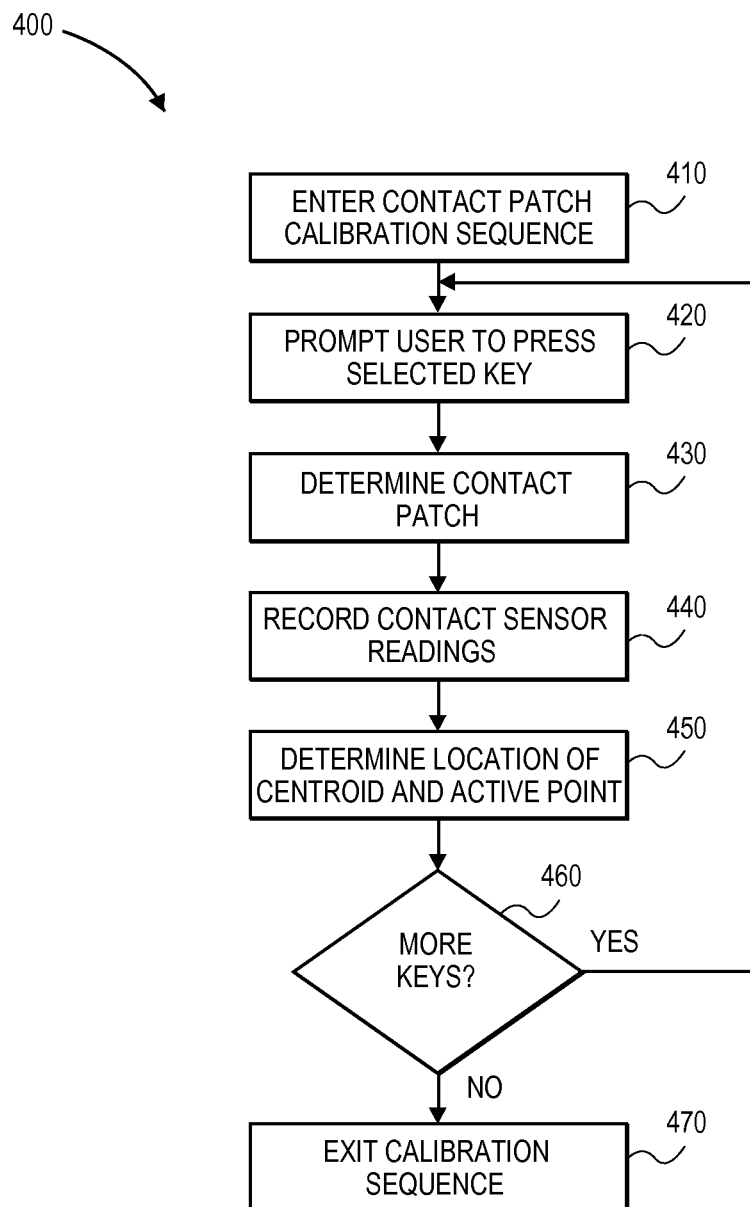 400
410
ENTER CONTACT PATCH
CALIBRATION SEQUENCE
420
PROMPT USER TO PRESS
SELECTED KEY
430
DETERMINE CONTACT
PATCH
440
RECORD CONTACT SENSOR
READINGS
450
DETERMINE LOCATION OF
CENTROID AND ACTIVE POINT
460
MORE
KEYS?
YES
NO
470
EXIT CALIBRATION
SEQUENCE